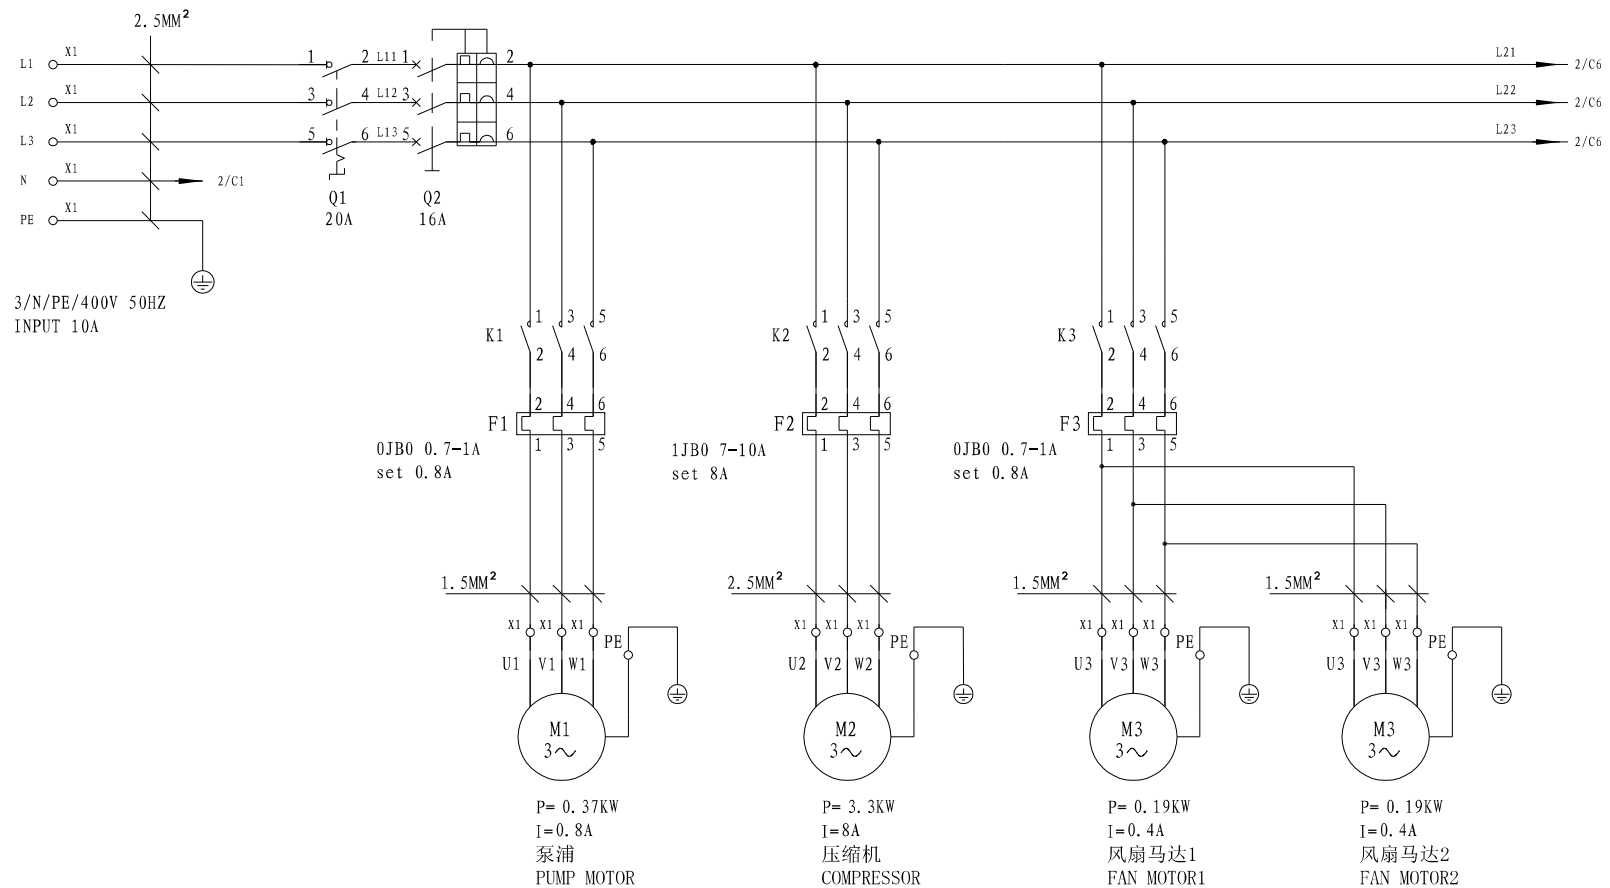 2.5MM²
L1 X1 1 2 L11 1 2 L21 2/C6
L2 X1 3 4 L12 3 4 L22 2/C6
L3 X1 5 6 L13 5 6 L23 2/C6
N X1 2/C1
PE X1
Q1 Q2
20A 16A
3/N/PE/400V 50HZ
INPUT 10A
1 3 5 1 3 5 1 3 5
K1 K2 K3
2 4 6 2 4 6 2 4 6
2 4 6 2 4 6 2 4 6
F1 F2 F3
1 3 5 1 3 5 1 3 5
0JB0 0.7-1A 1JB0 7-10A 0JB0 0.7-1A
set 0.8A set 8A set 0.8A
1.5MM² 2.5MM² 1.5MM² 1.5MM²
X1 X1 X1 X1 X1 X1 X1 X1 X1 X1 X1 X1
PE PE PE PE
U1 V1 W1 U2 V2 W2 U3 V3 W3 U3 V3 W3
M1 M2 M3 M3
3~ 3~ 3~ 3~
P= 0.37KW P= 3.3KW P= 0.19KW P= 0.19KW
I=0.8A I=8A I=0.4A I=0.4A
泵浦 压缩机 风扇马达1 风扇马达2
PUMP MOTOR COMPRESSOR FAN MOTOR1 FAN MOTOR2